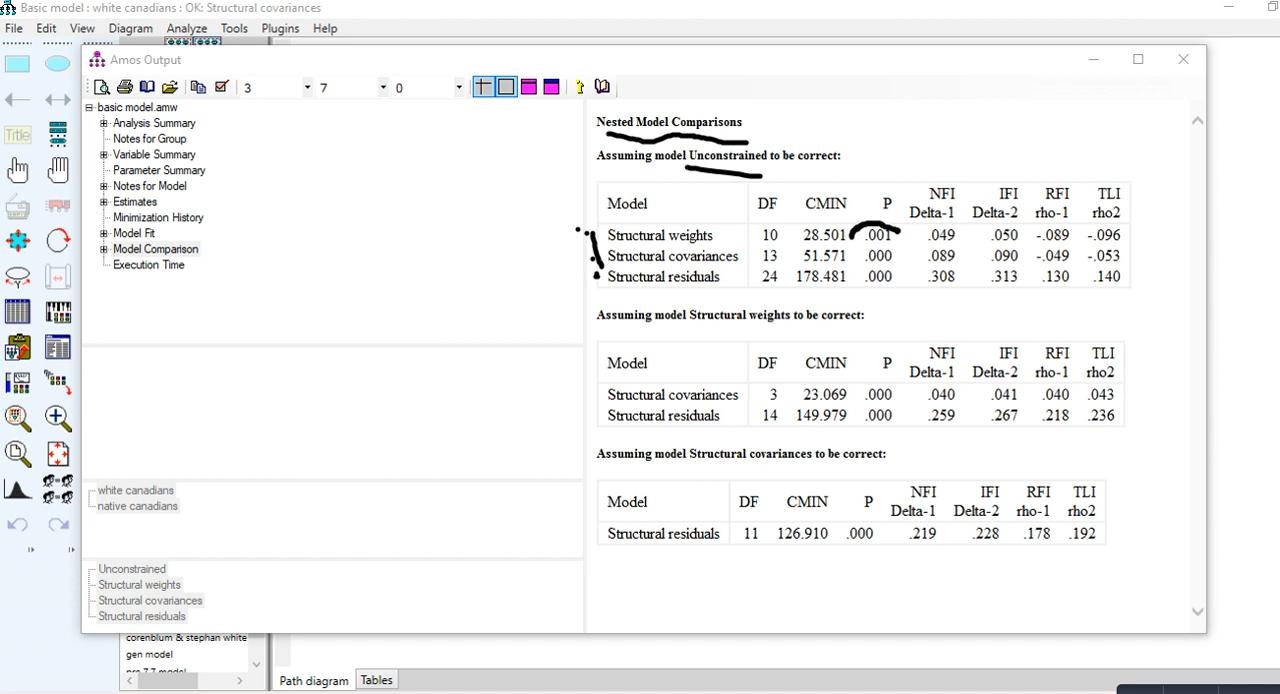 Basic model : white canadians : OK: Structural covariances
File Edit View Diagram Analyze Tools Plugins Help
Amos Output
3 7 0
Title
basic model.amw
Analysis Summary
Notes for Group
Variable Summary
Parameter Summary
Notes for Model
Estimates
Minimization History
Model Fit
Model Comparison
Execution Time
white canadians
native canadians
Unconstrained
Structural weights
Structural covariances
Structural residuals
Nested Model Comparisons
Assuming model Unconstrained to be correct:
Model DF CMIN P NFI Delta-1 IFI Delta-2 RFI rho-1 TLI rho2
Structural weights 10 28.501 .001 .049 .050 -.089 -.096
Structural covariances 13 51.571 .000 .089 .090 -.049 -.053
Structural residuals 24 178.481 .000 .308 .313 .130 .140
Assuming model Structural weights to be correct:
Model DF CMIN P NFI Delta-1 IFI Delta-2 RFI rho-1 TLI rho2
Structural covariances 3 23.069 .000 .040 .041 .040 .043
Structural residuals 14 149.979 .000 .259 .267 .218 .236
Assuming model Structural covariances to be correct:
Model DF CMIN P NFI Delta-1 IFI Delta-2 RFI rho-1 TLI rho2
Structural residuals 11 126.910 .000 .219 .228 .178 .192
corenblum & stephan white
gen model
Path diagram Tables